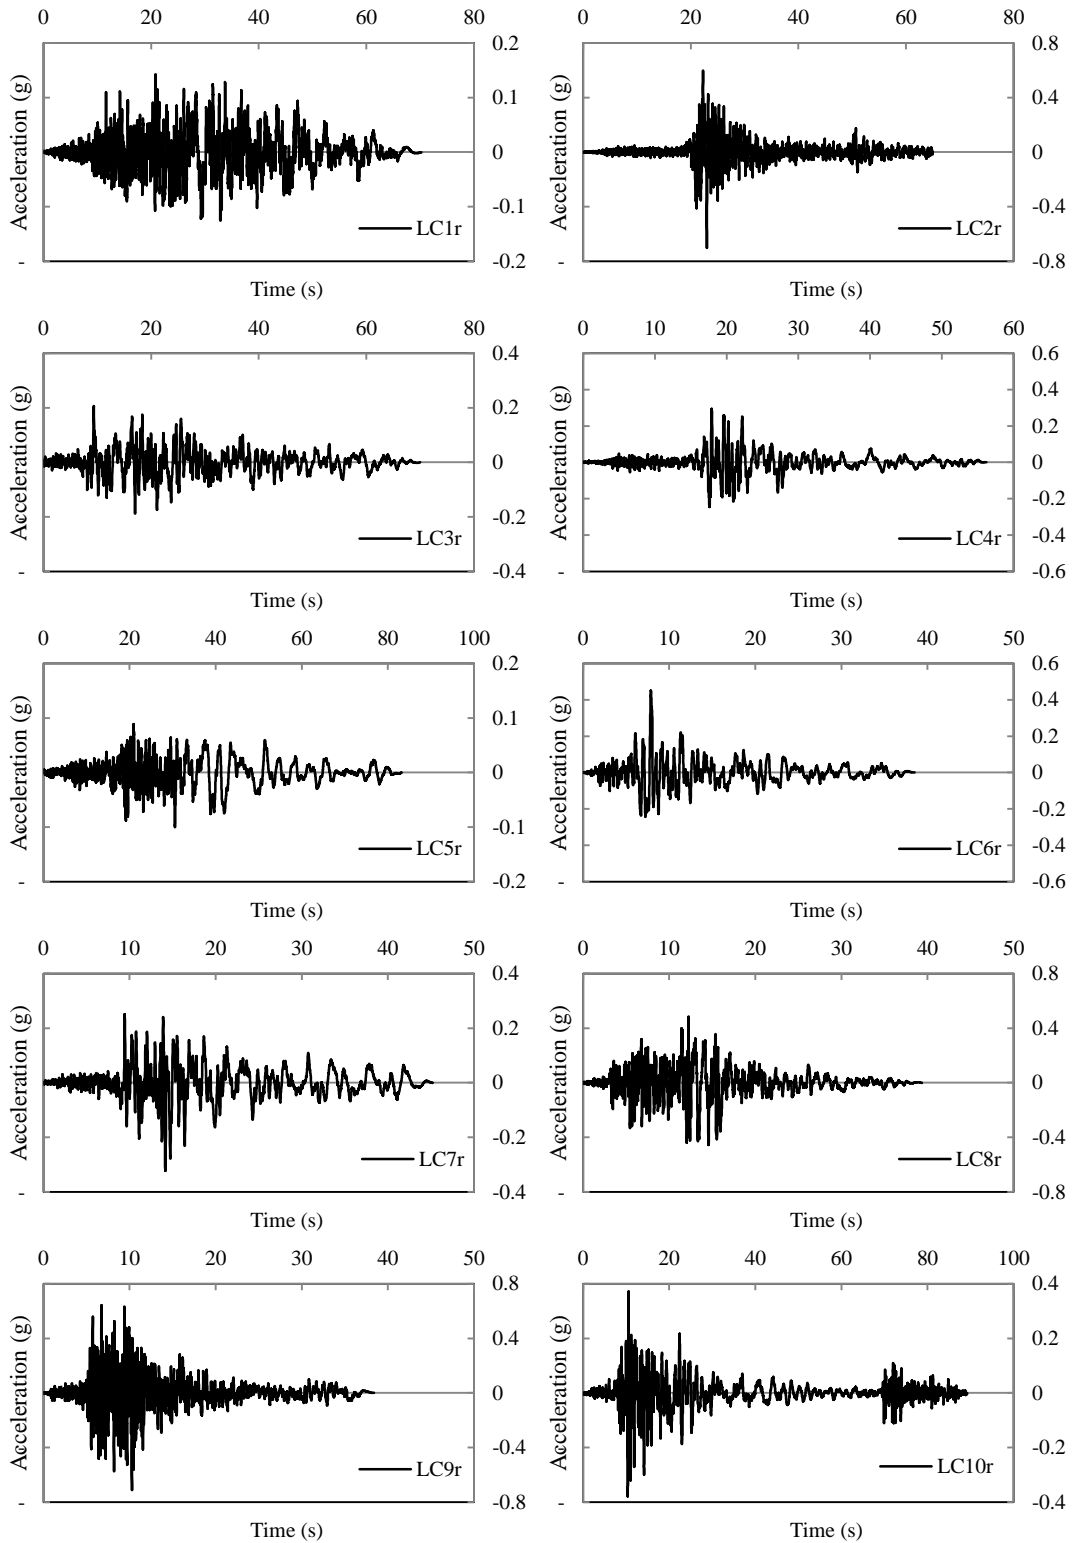 0 20 40 60 80
0.2
0.1
0
-0.1
-0.2
-
Acceleration (g)
LC1r
Time (s)
0 20 40 60 80
0.8
0.4
0
-0.4
-0.8
-
Acceleration (g)
LC2r
Time (s)
0 20 40 60 80
0.4
0.2
0
-0.2
-0.4
-
Acceleration (g)
LC3r
Time (s)
0 10 20 30 40 50 60
0.6
0.4
0.2
0
-0.2
-0.4
-0.6
-
Acceleration (g)
LC4r
Time (s)
0 20 40 60 80 100
0.2
0.1
0
-0.1
-0.2
-
Acceleration (g)
LC5r
Time (s)
0 10 20 30 40 50
0.6
0.4
0.2
0
-0.2
-0.4
-0.6
-
Acceleration (g)
LC6r
Time (s)
0 10 20 30 40 50
0.4
0.2
0
-0.2
-0.4
-
Acceleration (g)
LC7r
Time (s)
0 10 20 30 40 50
0.8
0.4
0
-0.4
-0.8
-
Acceleration (g)
LC8r
Time (s)
0 10 20 30 40 50
0.8
0.4
0
-0.4
-0.8
-
Acceleration (g)
LC9r
Time (s)
0 20 40 60 80 100
0.4
0.2
0
-0.2
-0.4
-
Acceleration (g)
LC10r
Time (s)